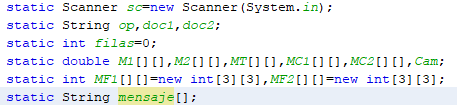 static Scanner sc=new Scanner(System.in);
static String op,doc1,doc2;
static int filas=0;
static double M1[][],M2[][],MT[][],MC1[][],MC2[][],Cam;
static int MF1[][]=new int[3][3],MF2[][]=new int[3][3];
static String mensaje[];